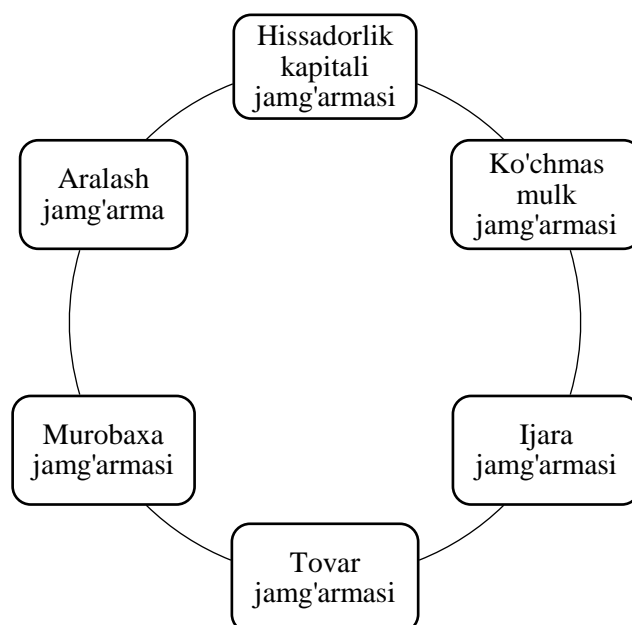 Hissadorlik
kapitali
jamg'armasi
Ko'chmas
mulk
jamg'armasi
Ijara
jamg'armasi
Tovar
jamg'armasi
Murobaxa
jamg'armasi
Aralash
jamg'arma